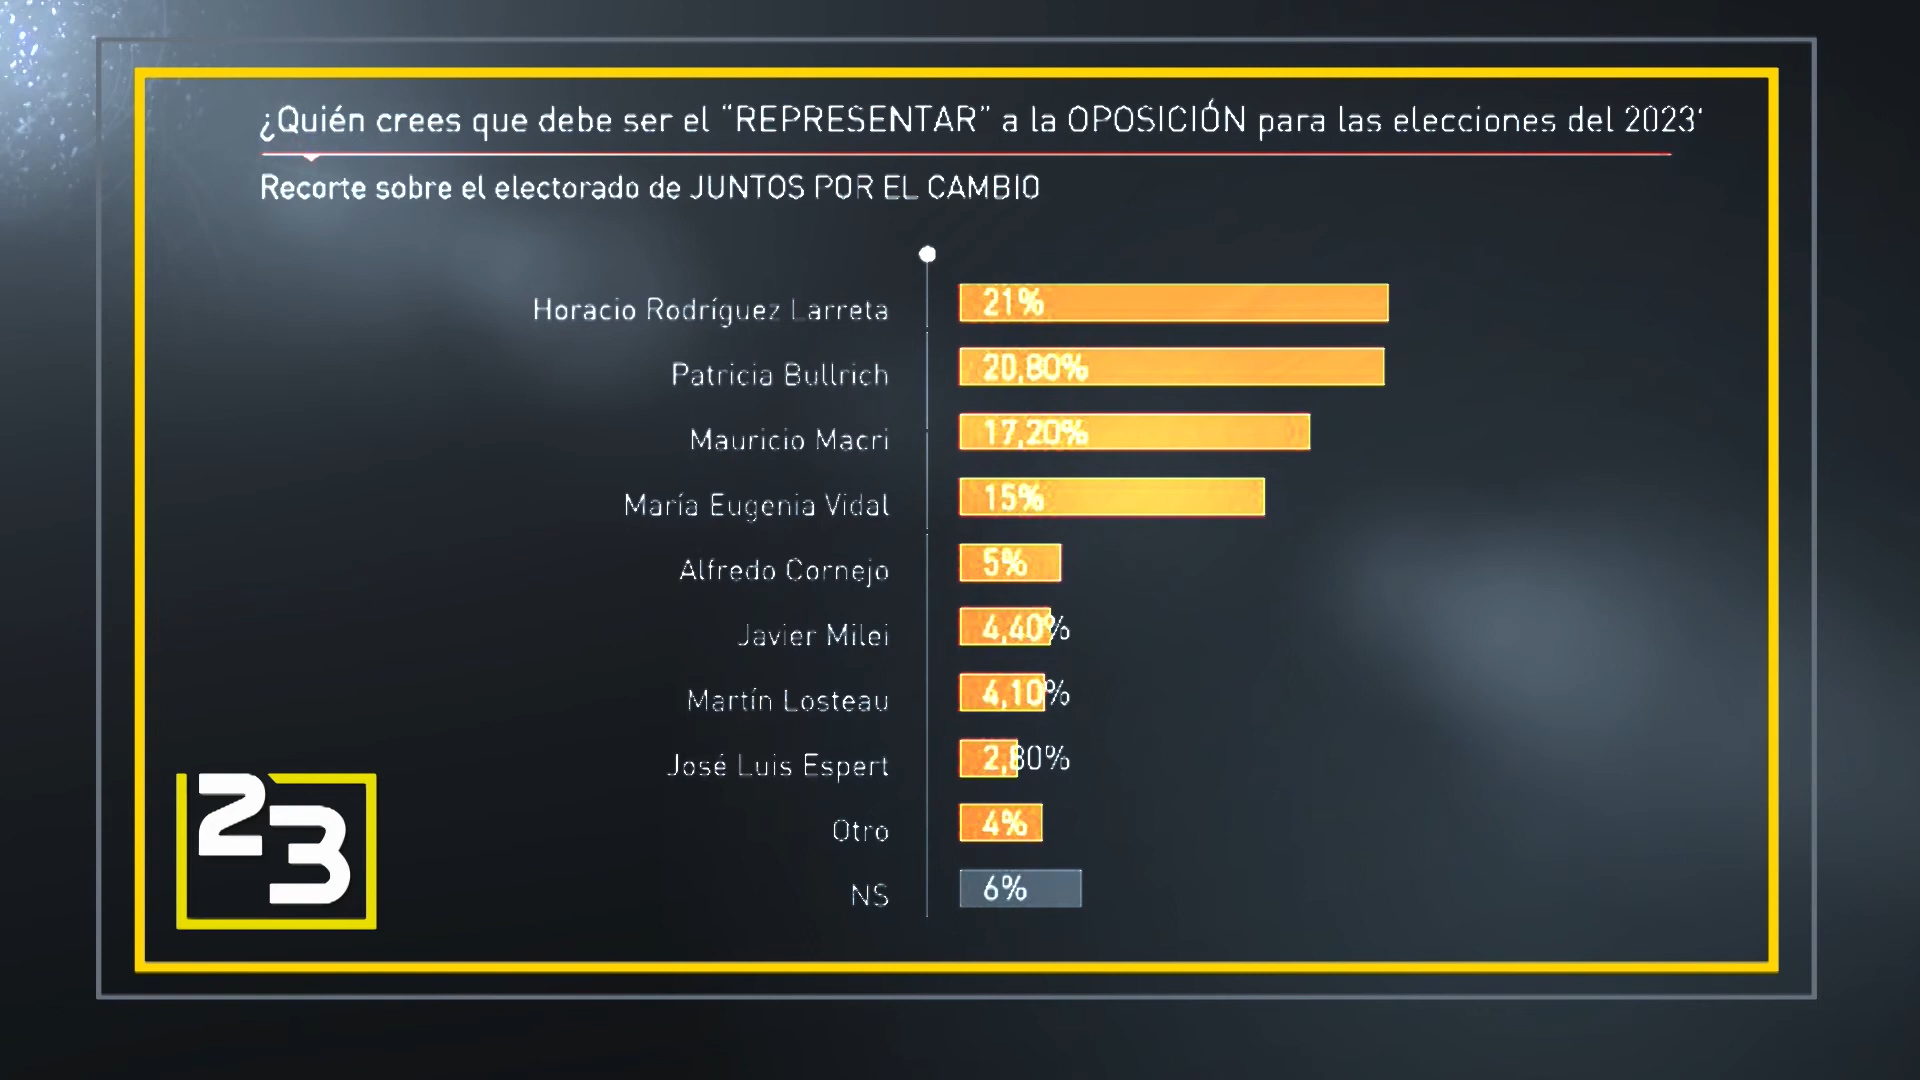 ¿Quién crees que debe ser el “REPRESENTAR” a la OPOSICIÓN para las elecciones del 2023'
Recorte sobre el electorado de JUNTOS POR EL CAMBIO
Horacio Rodríguez Larreta 21%
Patricia Bullrich 20,80%
Mauricio Macri 17,20%
María Eugenia Vidal 15%
Alfredo Cornejo 5%
Javier Milei 4,40%
Martín Losteau 4,10%
José Luis Espert 2,80%
Otro 4%
NS 6%
23